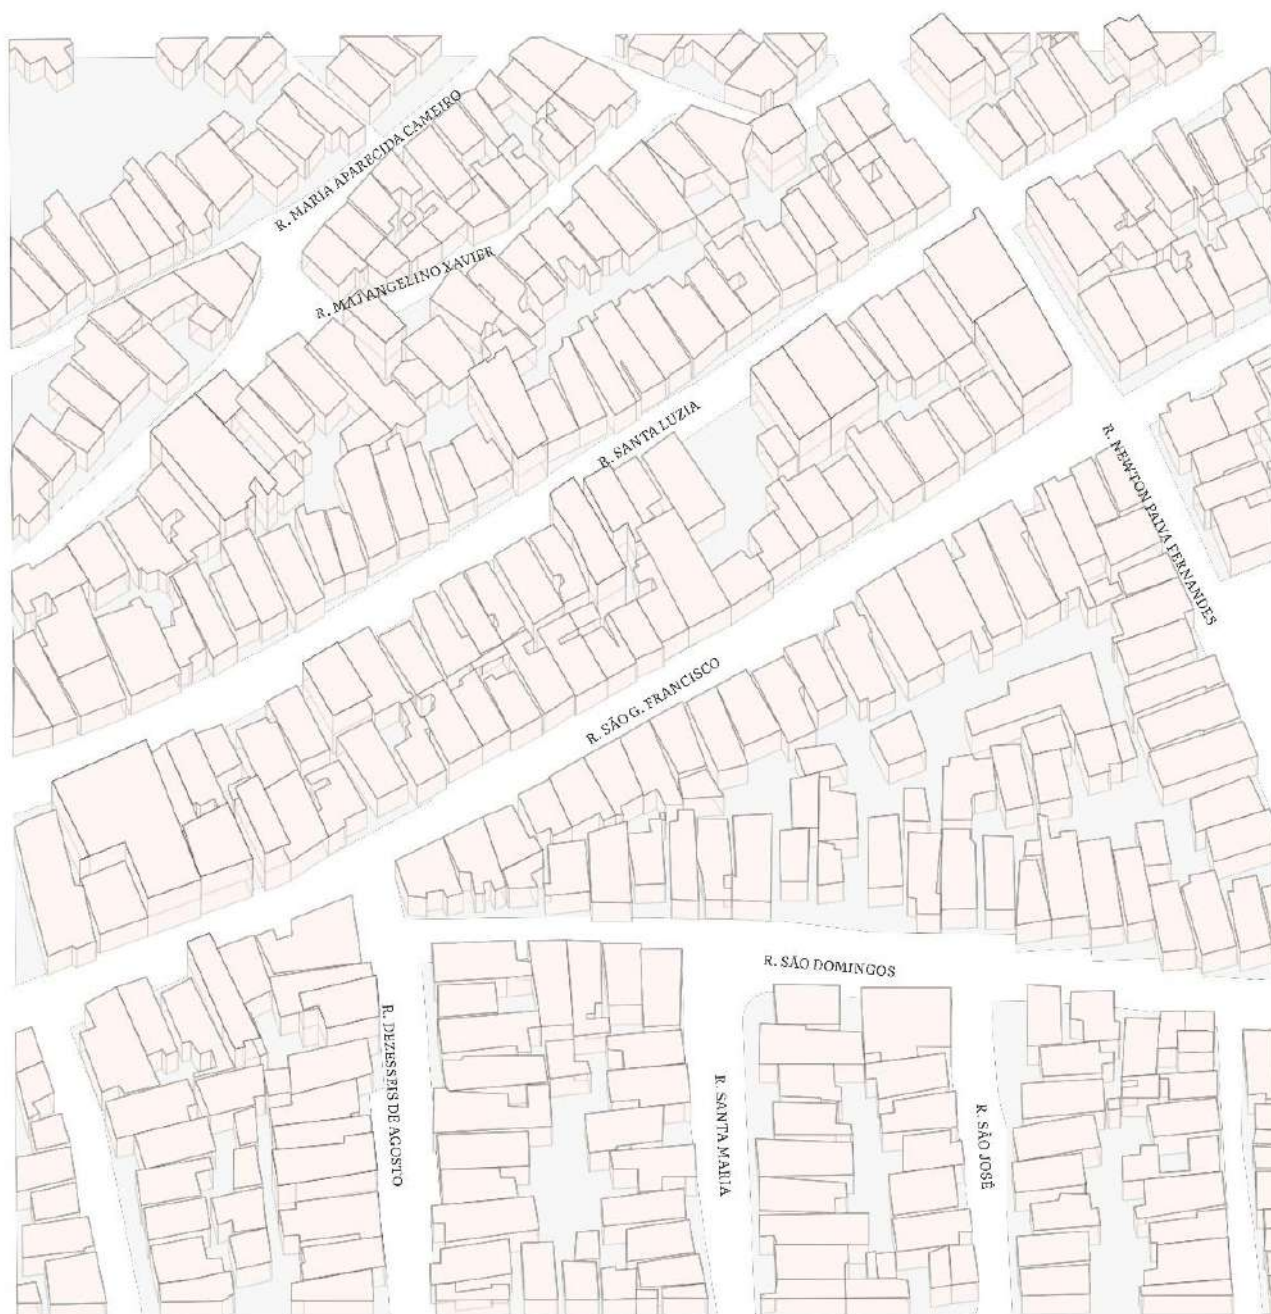 R. MARIA APARECIDA CAMEIRO
R. MAJ ANGELINO XAVIER
R. SANTA LUZIA
R. NEWTON PAIVA FERNANDES
R. SÃO G. FRANCISCO
R. SÃO DOMINGOS
R. DEZESSEIS DE AGOSTO
R. SANTA MARIA
R. SÃO JOSÉ